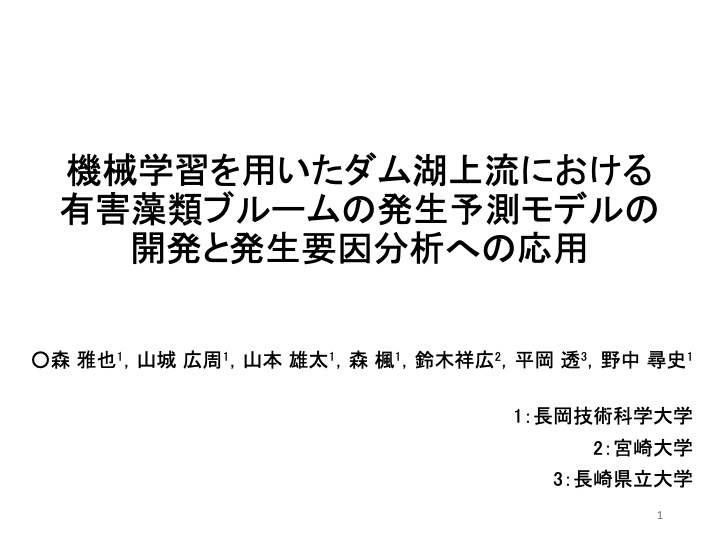 機械学習を用いたダム湖上流における
有害藻類ブルームの発生予測モデルの
開発と発生要因分析への応用
○森 雅也1, 山城 広周1, 山本 雄太1, 森 楓1, 鈴木祥広2, 平岡 透3, 野中 尋史1
1：長岡技術科学大学
2：宮崎大学
3：長崎県立大学
1